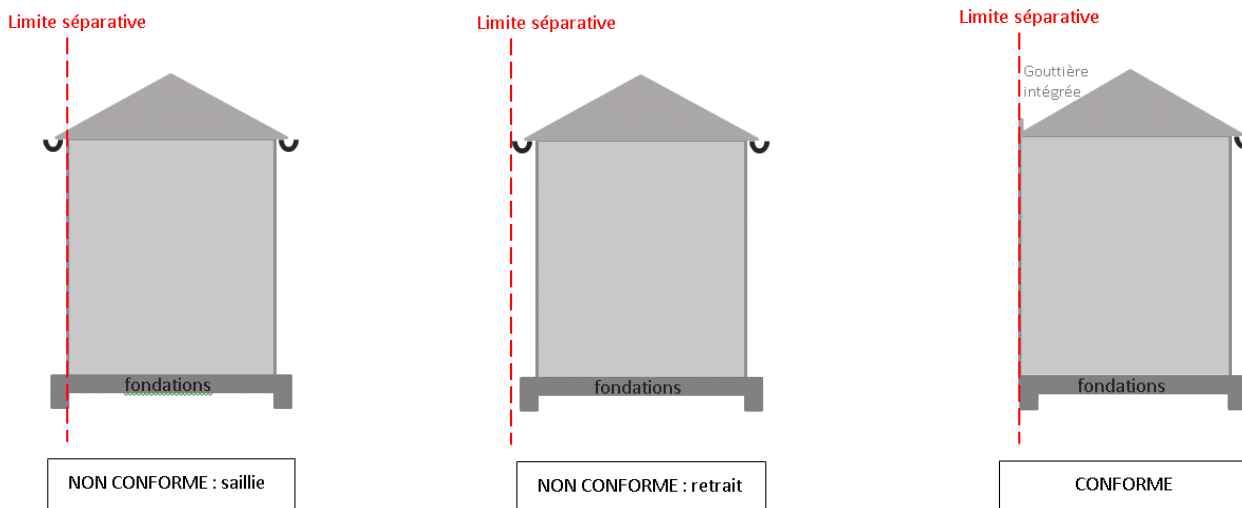 Limite séparative
fondations
NON CONFORME : saillie
Limite séparative
fondations
NON CONFORME : retrait
Limite séparative
Gouttière
intégrée
fondations
CONFORME